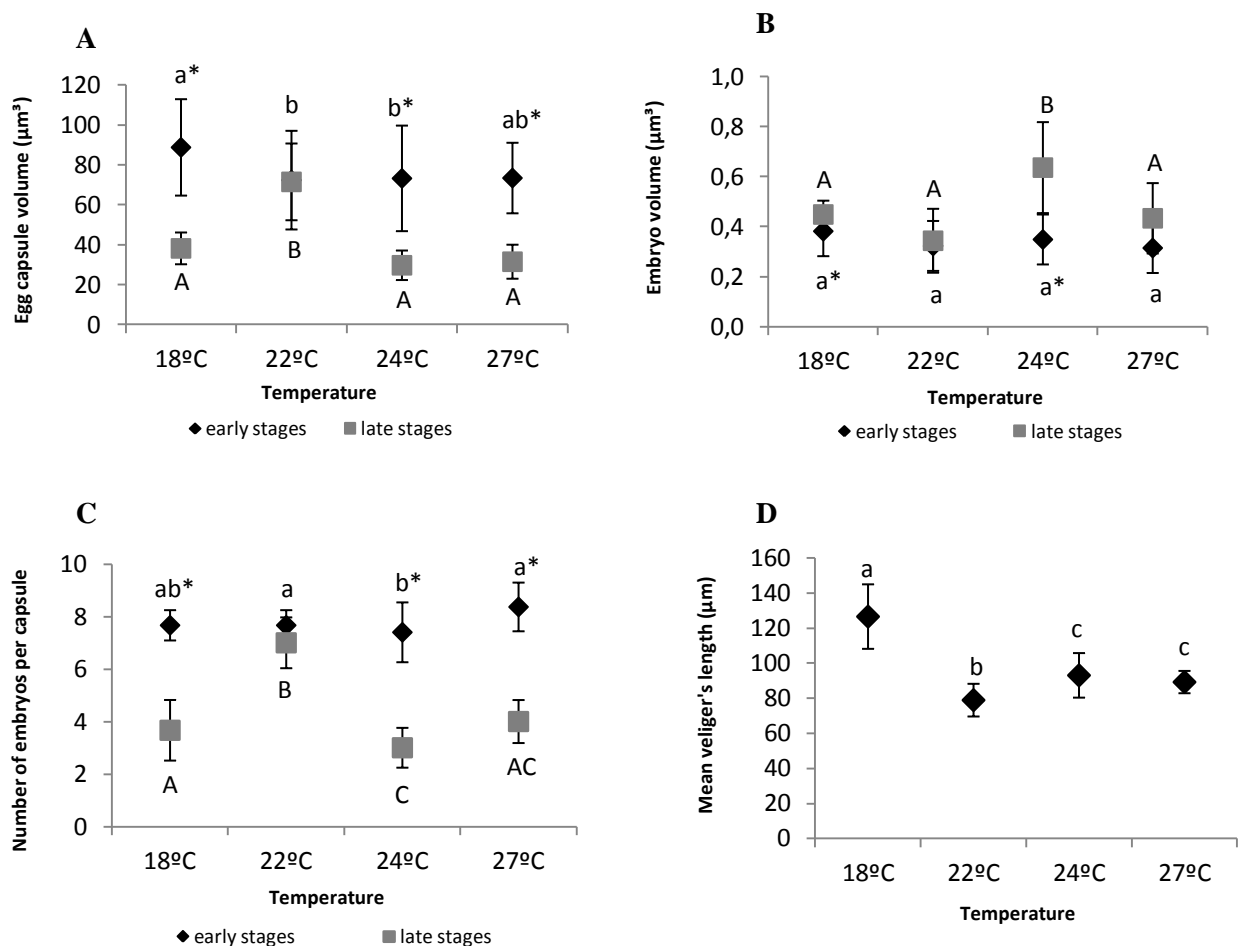 A
Egg capsule volume (µm³)
120
100
80
60
40
20
0
a*
b
b*
ab*
A
B
A
A
18ºC
22ºC
24ºC
27ºC
Temperature
early stages
late stages
B
Embryo volume (µm³)
1,0
0,8
0,6
0,4
0,2
0,0
A
A
B
A
a*
a
a*
a
18ºC
22ºC
24ºC
27ºC
Temperature
early stages
late stages
C
Number of embryos per capsule
10
8
6
4
2
0
ab*
a
b*
a*
A
B
C
AC
18ºC
22ºC
24ºC
27ºC
Temperature
early stages
late stages
D
Mean veliger's length (µm)
160
140
120
100
80
60
40
20
0
a
b
c
c
18ºC
22ºC
24ºC
27ºC
Temperature